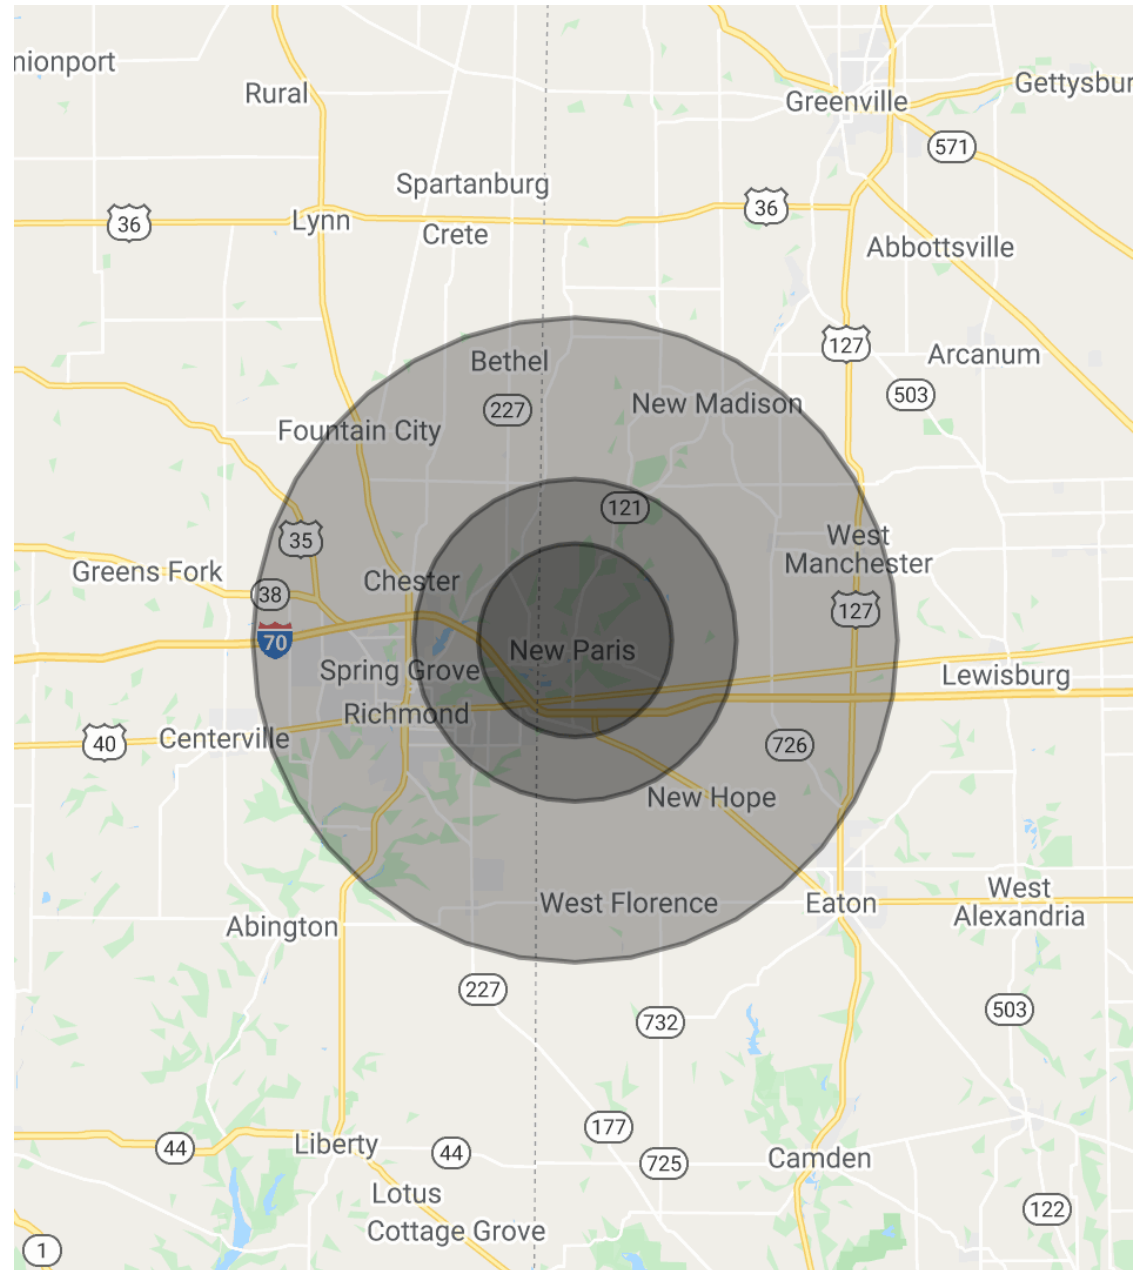 nionport
Rural
Gettysbur
Greenville
571
Spartanburg
36
36
Lynn
Crete
Abbottsville
127
Arcanum
Bethel
503
New Madison
227
Fountain City
121
35
West
Manchester
Greens Fork
Chester
38
127
70
New Paris
Spring Grove
Lewisburg
Richmond
40
Centerville
726
New Hope
West Florence
Eaton
West
Alexandria
Abington
227
503
732
177
44
Liberty
44
725
Camden
Lotus
122
Cottage Grove
1